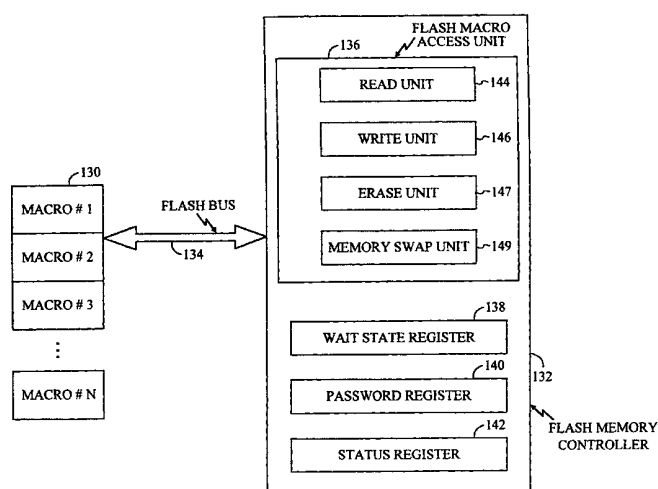 FLASH MACRO
ACCESS UNIT
136
READ UNIT
144
WRITE UNIT
146
ERASE UNIT
147
MEMORY SWAP UNIT
149
130
MACRO # 1
MACRO # 2
MACRO # 3
...
MACRO # N
FLASH BUS
134
138
WAIT STATE REGISTER
140
PASSWORD REGISTER
142
STATUS REGISTER
132
FLASH MEMORY
CONTROLLER